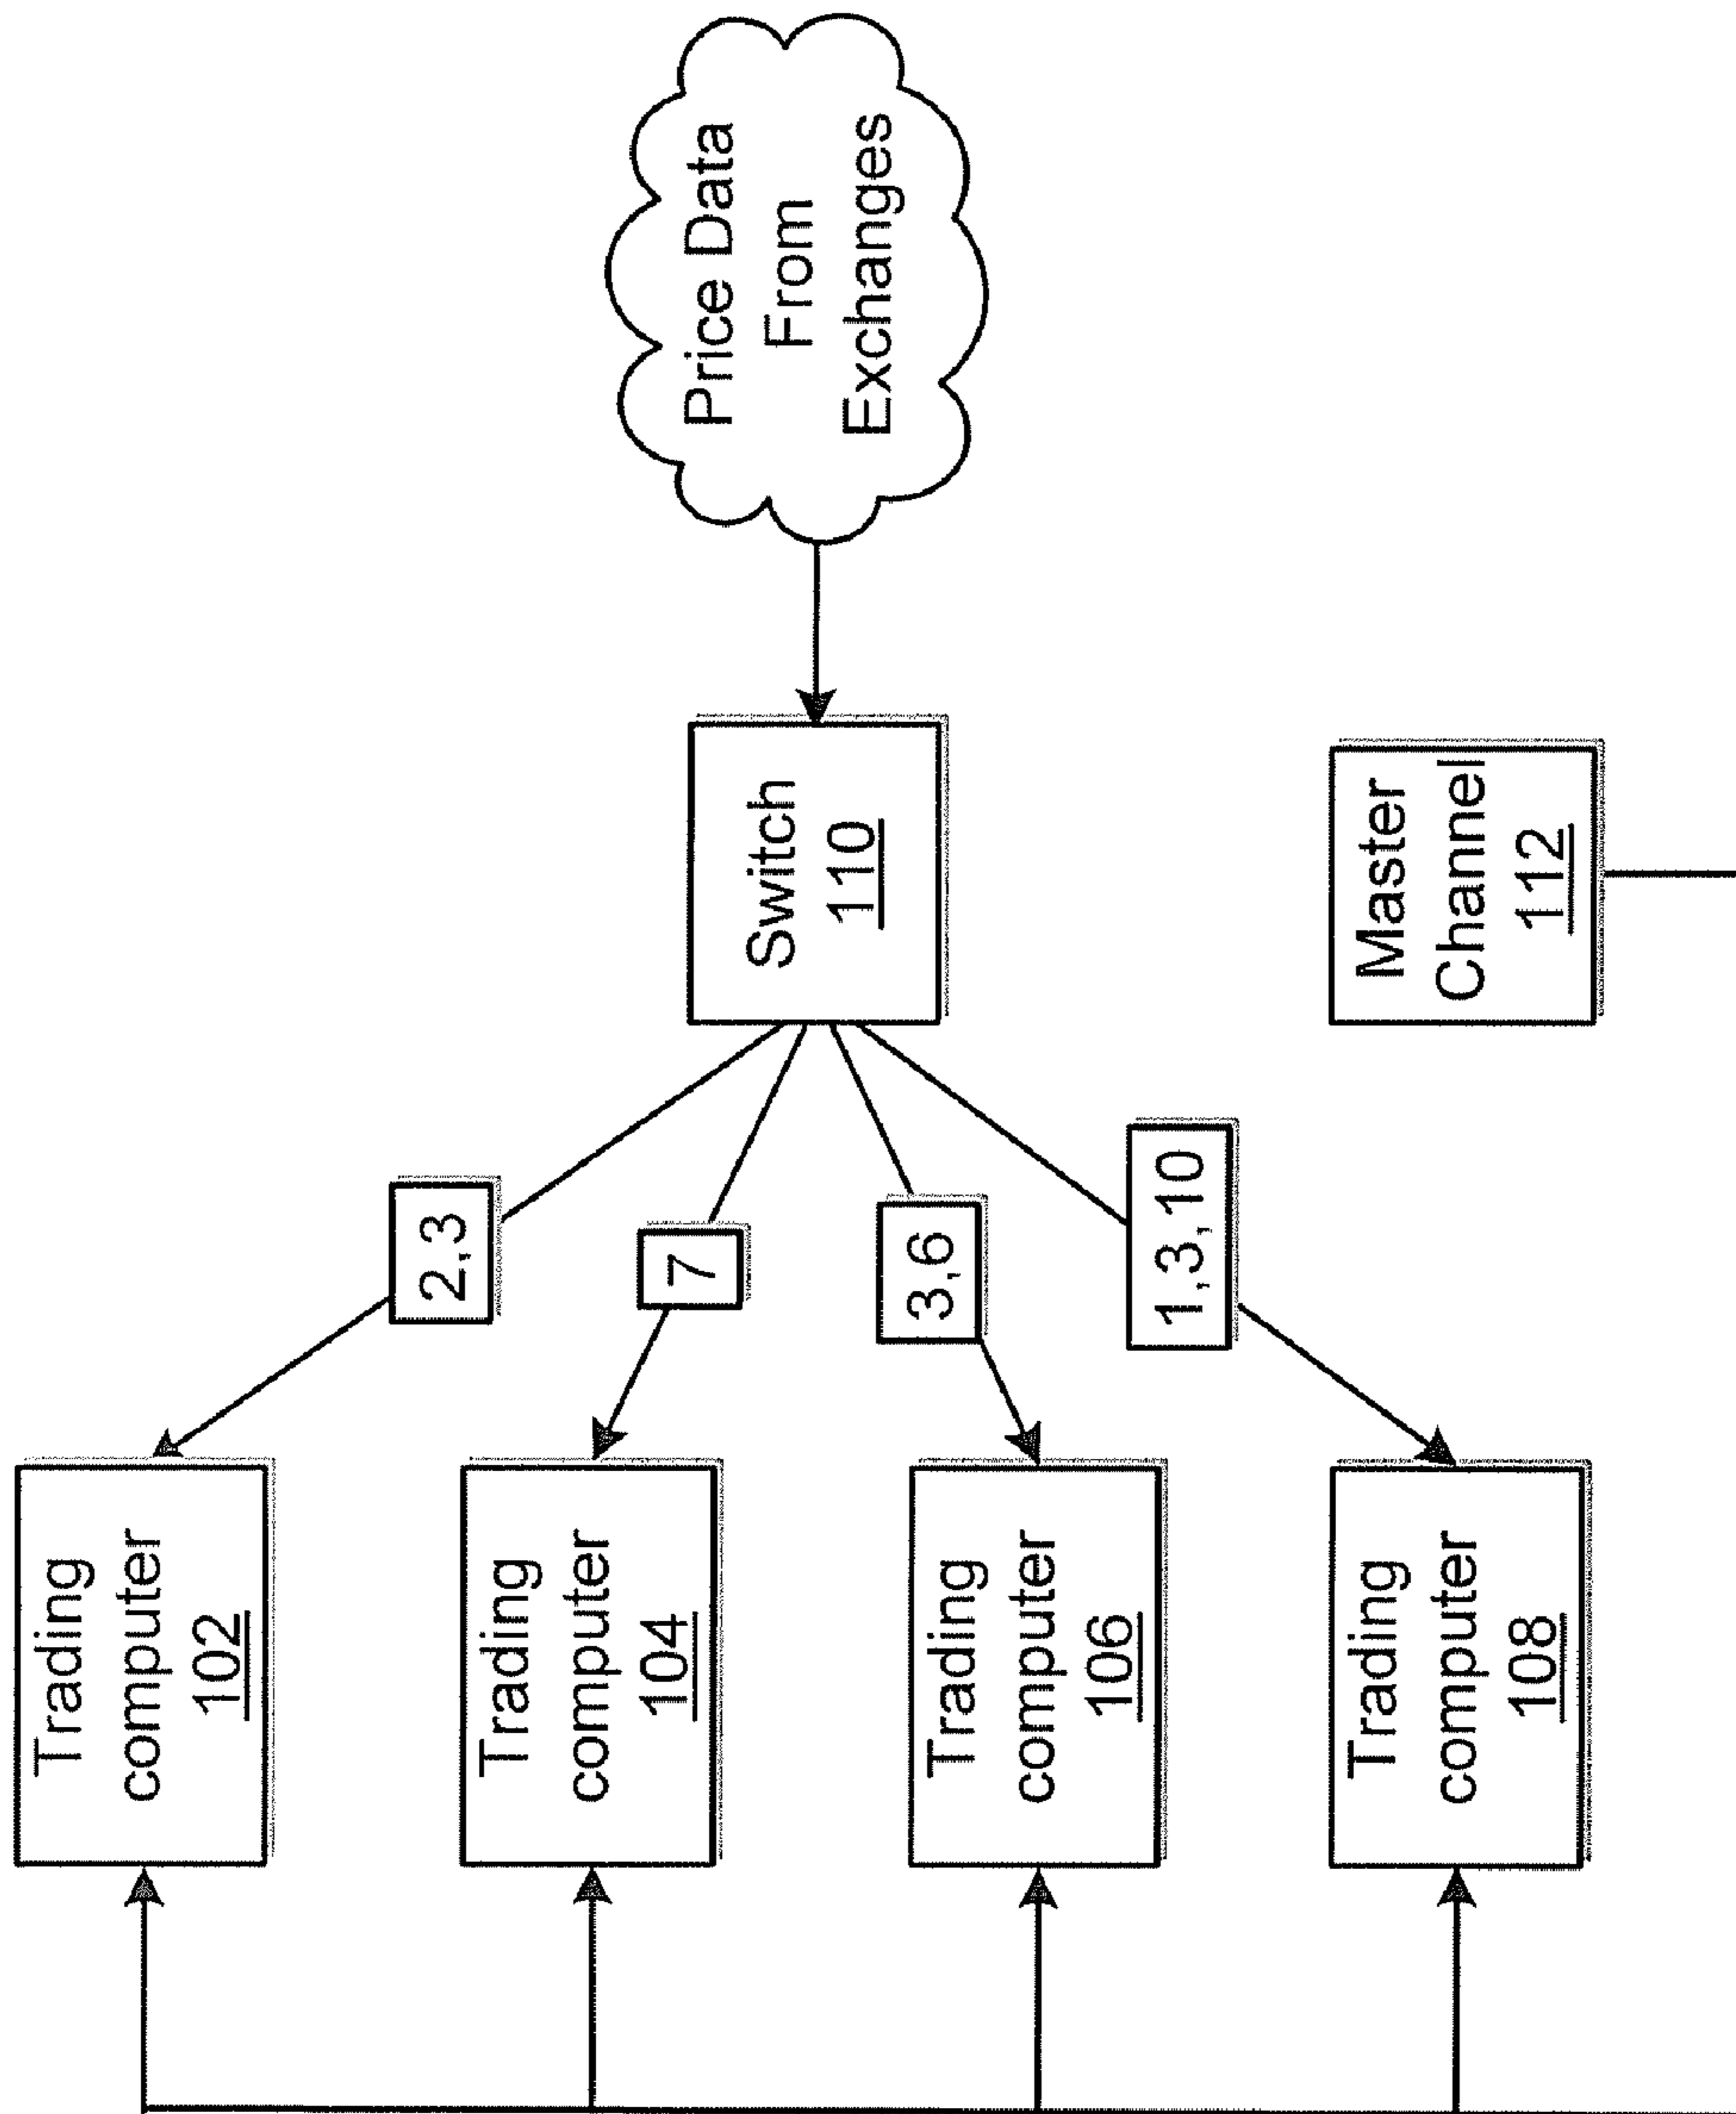 Price Data
From
Exchanges
Switch
110
Master
Channel
112
2,3
7
3,6
1,3,10
Trading
computer
102
Trading
computer
104
Trading
computer
106
Trading
computer
108